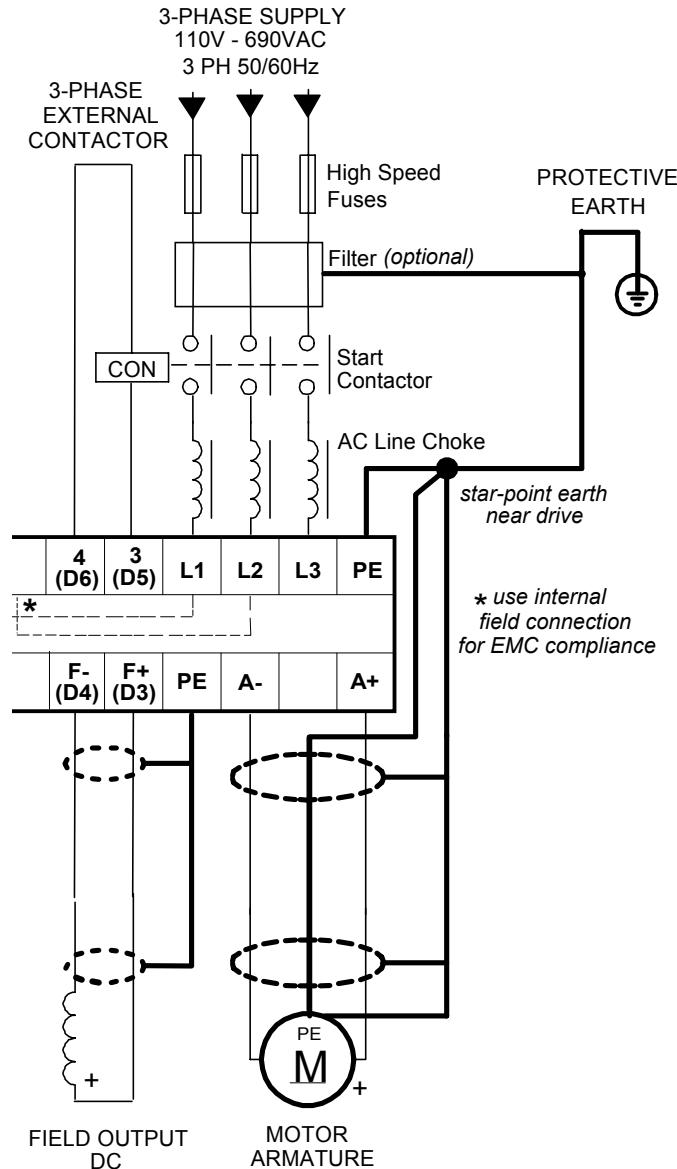 3-PHASE SUPPLY
110V - 690VAC
3 PH 50/60Hz
3-PHASE
EXTERNAL
CONTACTOR
High Speed
Fuses
PROTECTIVE
EARTH
Filter (optional)
CON
Start
Contactor
AC Line Choke
star-point earth
near drive
4
(D6)
3
(D5)
L1
L2
L3
PE
*
* use internal
field connection
for EMC compliance
F-
(D4)
F+
(D3)
PE
A-
A+
PE
M
+
+
FIELD OUTPUT
DC
MOTOR
ARMATURE